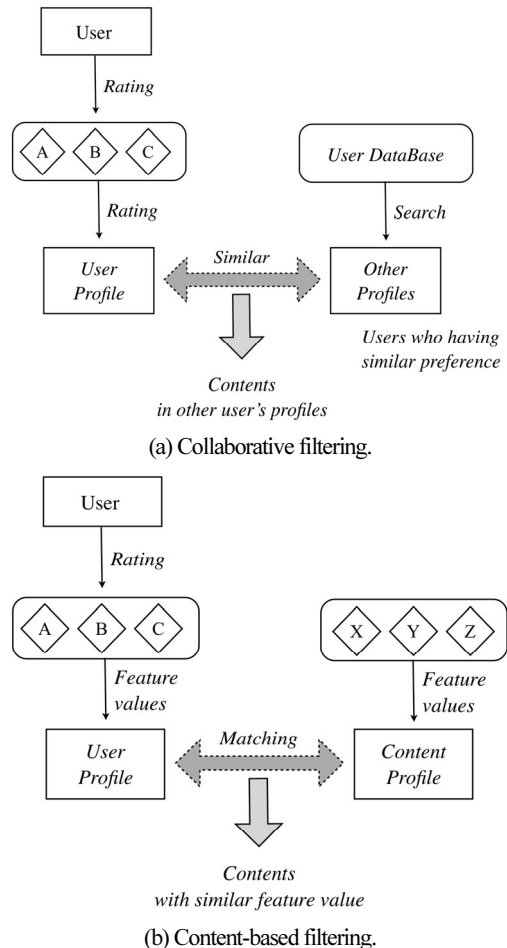 User
Rating
A B C
User DataBase
Rating
Search
User
Profile
Similar
Other
Profiles
Users who having
similar preference
Contents
in other user's profiles
(a) Collaborative filtering.
User
Rating
A B C
X Y Z
Feature
values
Feature
values
User
Profile
Matching
Content
Profile
Contents
with similar feature value
(b) Content-based filtering.